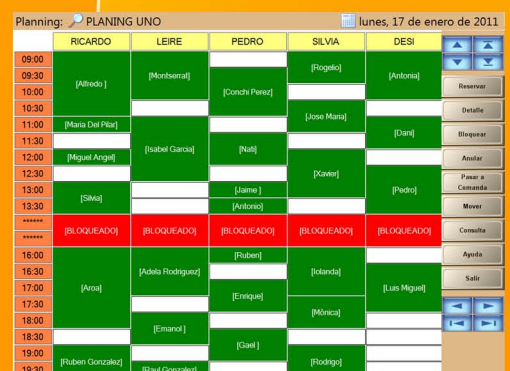 Planning: PLANING UNO lunes, 17 de enero de 2011
RICARDO LEIRE PEDRO SILVIA DESI
09:00
[Rogelio]
09:30 [Montserrat] [Antonia]
[Alfredo ] Reservar
10:00 [Conchi Perez]
10:30 Detalle
[Jose Maria]
11:00 [Maria Del Pilar]
[Dani] Bloquear
11:30
[Isabel Garcia] [Nati]
12:00 [Miguel Angel] Anular
12:30 [Xavier] Pasar a
Comanda
13:00 [Jaime ]
[Silvia] [Pedro]
13:30 [Antonio] Mover
******
[BLOQUEADO] [BLOQUEADO] [BLOQUEADO] [BLOQUEADO] [BLOQUEADO] Consulta
******
16:00 [Ruben] Ayuda
16:30 [Adela Rodriguez] [Iolanda]
Salir
17:00 [Aroa] [Luis Miguel]
[Enrique]
17:30
[Mónica]
18:00
[Emanol ]
18:30
[Gael ]
19:00
[Ruben Gonzalez] [Rodrigo]
19:30 [Raul Gonzalez]